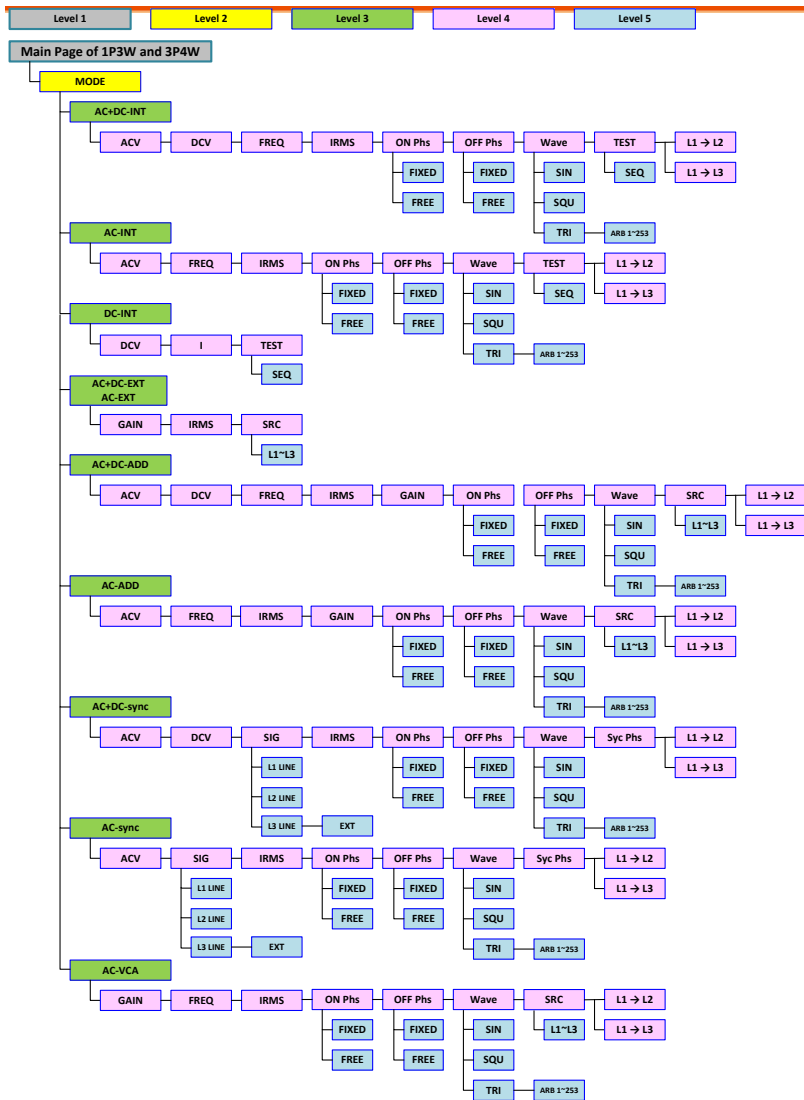 Level 1 Level 2 Level 3 Level 4 Level 5
Main Page of 1P3W and 3P4W
MODE
AC+DC-INT
ACV DCV FREQ IRMS ON Phs OFF Phs Wave TEST L1 → L2
FIXED FIXED SIN SEQ L1 → L3
FREE FREE SQU
TRI ARB 1~253
AC-INT
ACV FREQ IRMS ON Phs OFF Phs Wave TEST L1 → L2
FIXED FIXED SIN SEQ L1 → L3
FREE FREE SQU
TRI ARB 1~253
DC-INT
DCV I TEST
SEQ
AC+DC-EXT
AC-EXT
GAIN IRMS SRC
L1~L3
AC+DC-ADD
ACV DCV FREQ IRMS GAIN ON Phs OFF Phs Wave SRC L1 → L2
FIXED FIXED SIN L1~L3 L1 → L3
FREE FREE SQU
TRI ARB 1~253
AC-ADD
ACV FREQ IRMS GAIN ON Phs OFF Phs Wave SRC L1 → L2
FIXED FIXED SIN L1~L3 L1 → L3
FREE FREE SQU
TRI ARB 1~253
AC+DC-sync
ACV DCV SIG IRMS ON Phs OFF Phs Wave Syc Phs L1 → L2
L1 LINE FIXED FIXED SIN L1 → L3
L2 LINE FREE FREE SQU
L3 LINE EXT TRI ARB 1~253
AC-sync
ACV SIG IRMS ON Phs OFF Phs Wave Syc Phs L1 → L2
L1 LINE FIXED FIXED SIN L1 → L3
L2 LINE FREE FREE SQU
L3 LINE EXT TRI ARB 1~253
AC-VCA
GAIN FREQ IRMS ON Phs OFF Phs Wave SRC L1 → L2
FIXED FIXED SIN L1~L3 L1 → L3
FREE FREE SQU
TRI ARB 1~253